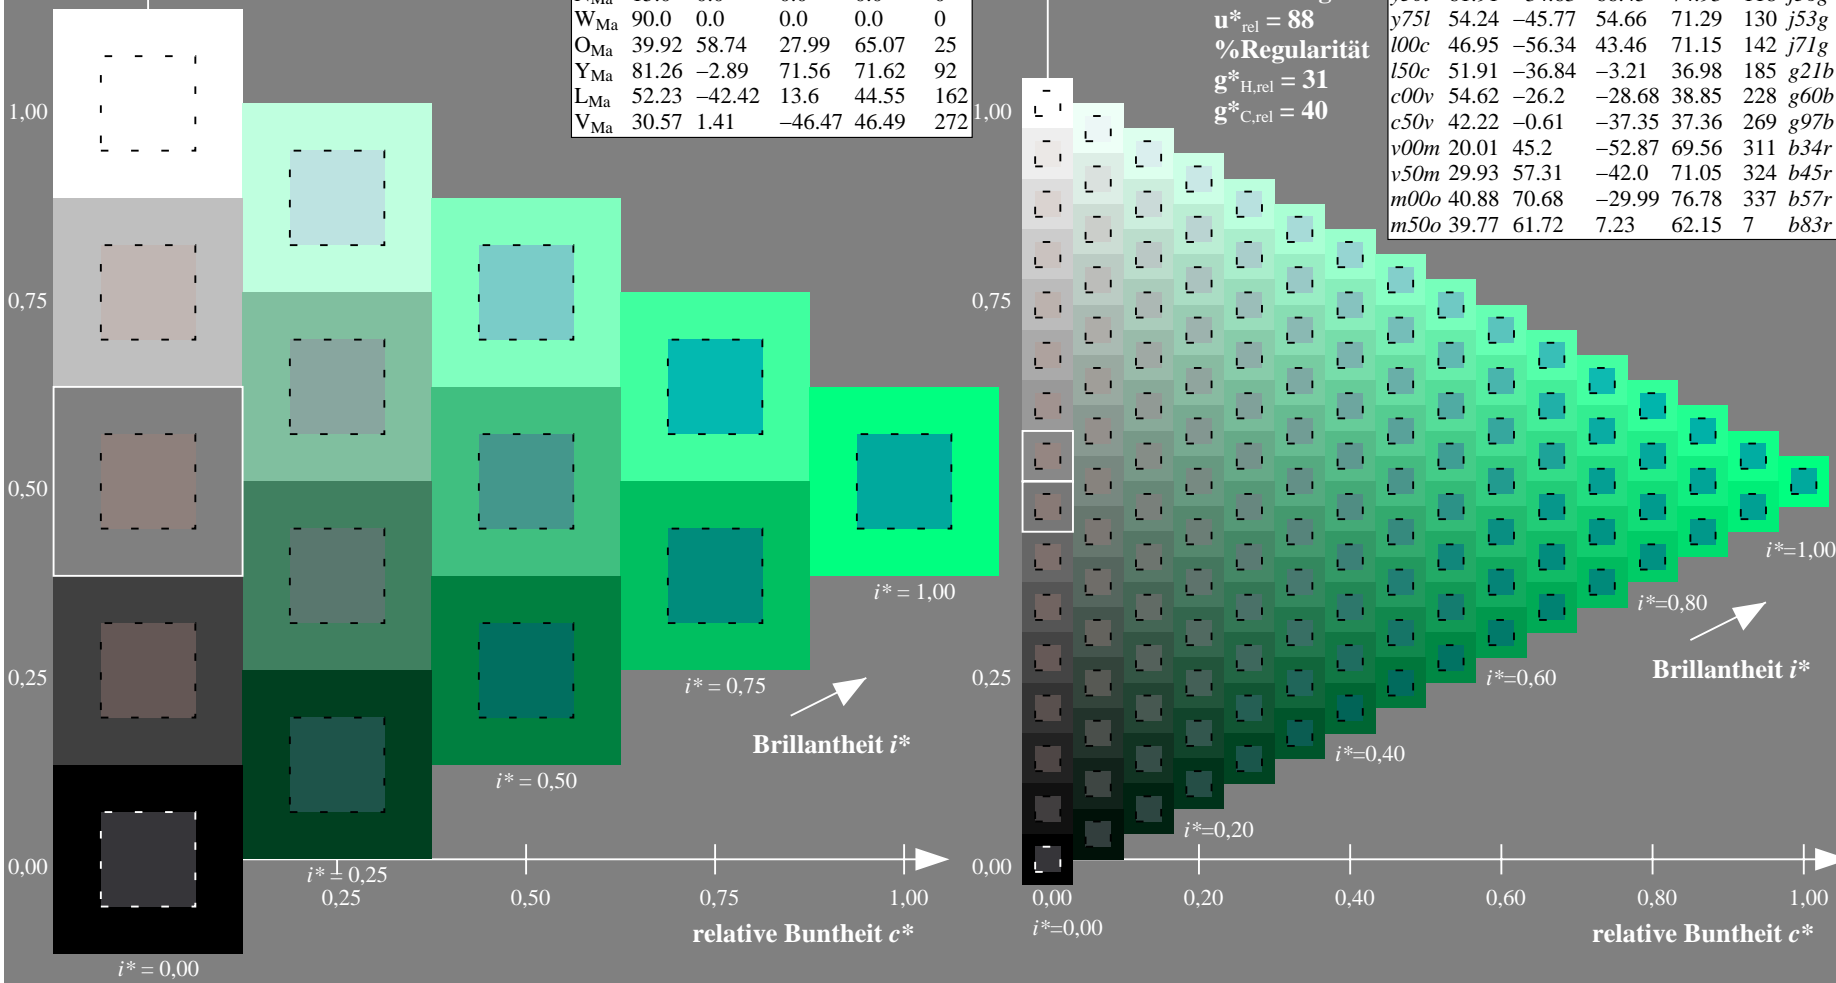 W_Ma 90.0 0.0 0.0 0.0 0
O_Ma 39.92 58.74 27.99 65.07 25
Y_Ma 81.26 −2.89 71.56 71.62 92
L_Ma 52.23 −42.42 13.6 44.55 162
V_Ma 30.57 1.41 −46.47 46.49 272
u*_rel = 88
%Regularität
g*_H,rel = 31
g*_C,rel = 40
y75l 54.24 −45.77 54.66 71.29 130 j53g
l00c 46.95 −56.34 43.46 71.15 142 j71g
l50c 51.91 −36.84 −3.21 36.98 185 g21b
c00v 54.62 −26.2 −28.68 38.85 228 g60b
c50v 42.22 −0.61 −37.35 37.36 269 g97b
v00m 20.01 45.2 −52.87 69.56 311 b34r
v50m 29.93 57.31 −42.0 71.05 324 b45r
m00o 40.88 70.68 −29.99 76.78 337 b57r
m50o 39.77 61.72 7.23 62.15 7 b83r
1,00
0,75
0,50
0,25
0,00
i* = 1,00
i* = 0,75
Brillantheit i*
i* = 0,50
i* = 0,25
0,25 0,50 0,75 1,00
relative Buntheit c*
i* = 0,00
1,00
0,75
0,50
0,25
0,00
i*=1,00
i*=0,80
Brillantheit i*
i*=0,60
i*=0,40
i*=0,20
0,00 0,20 0,40 0,60 0,80 1,00
i*=0,00
relative Buntheit c*